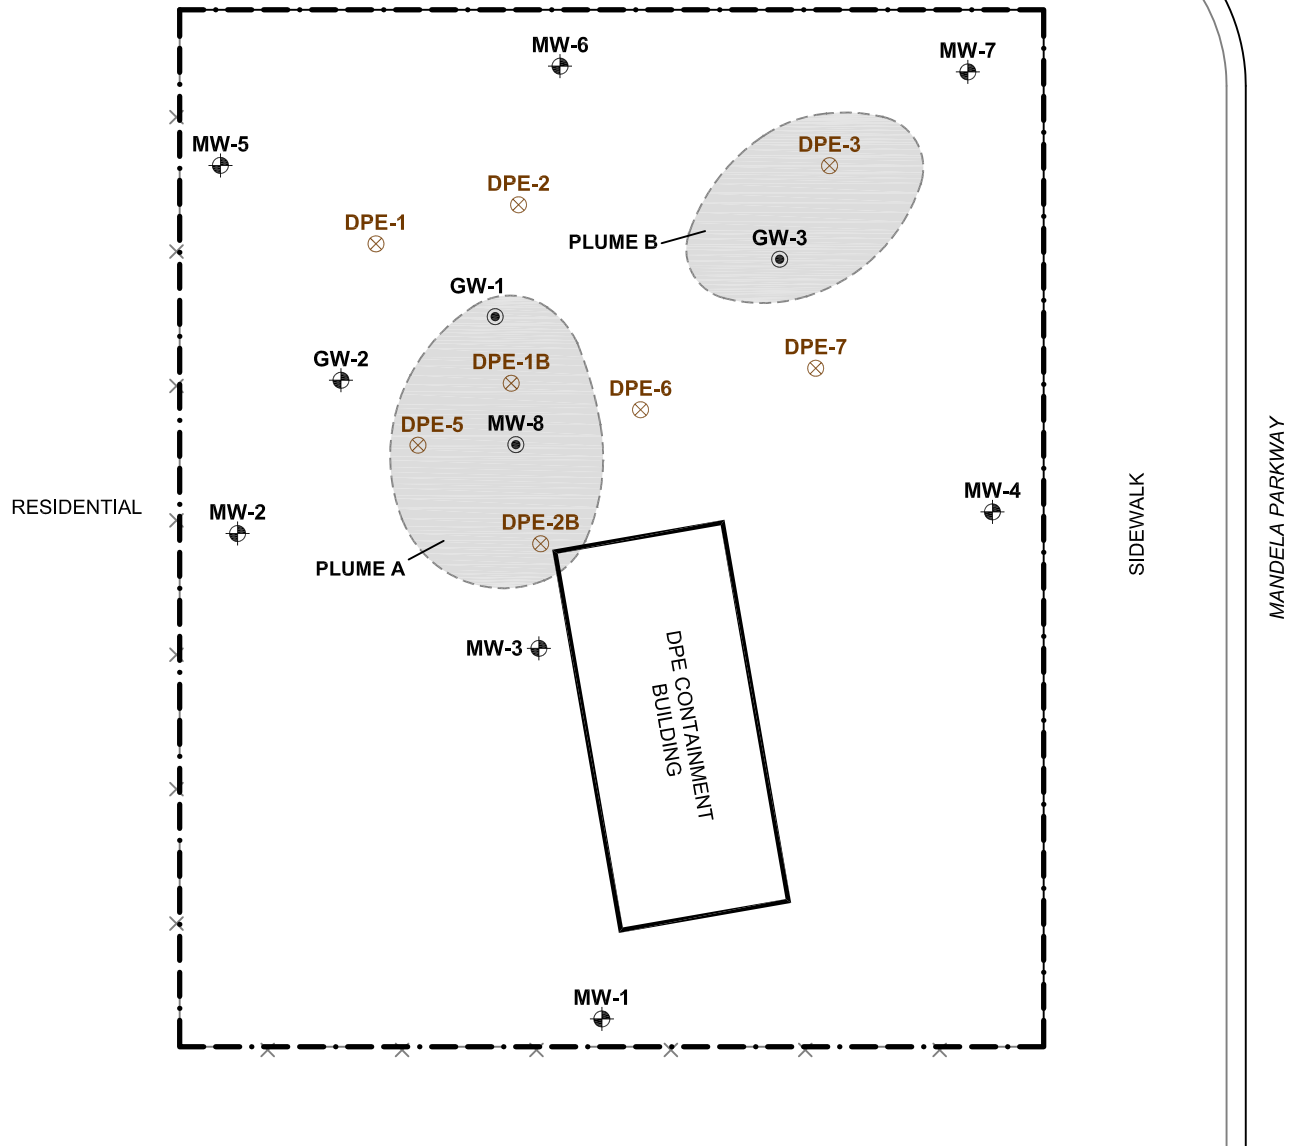 MW-6
MW-7
MW-5
DPE-3
DPE-2
DPE-1
PLUME B
GW-3
GW-1
DPE-7
GW-2
DPE-1B
DPE-6
DPE-5
MW-8
MW-4
RESIDENTIAL
MW-2
DPE-2B
PLUME A
SIDEWALK
MANDELA PARKWAY
MW-3
DPE CONTAINMENT
BUILDING
MW-1